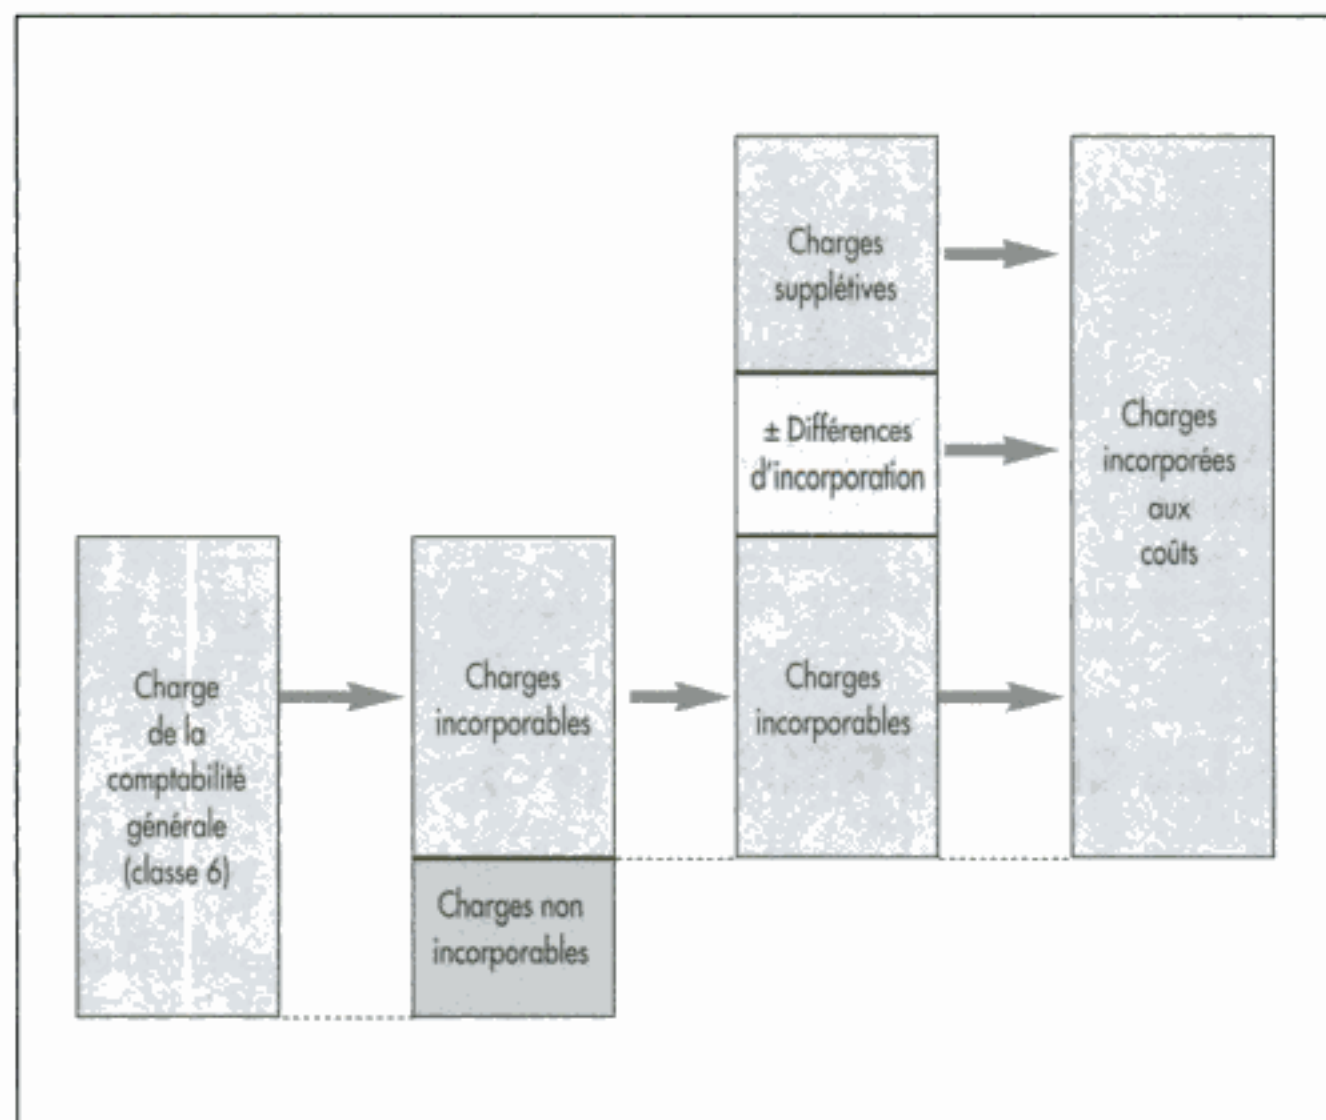 Charge
de la
comptabilité
générale
(classe 6)
Charges
incorporables
Charges non
incorporables
Charges
supplétives
± Différences
d'incorporation
Charges
incorporables
Charges
incorporées
aux
coûts